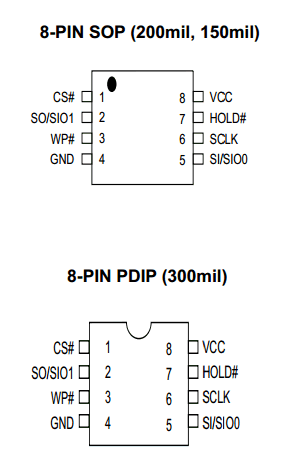 8-PIN SOP (200mil, 150mil)
CS# 1 8 VCC
SO/SIO1 2 7 HOLD#
WP# 3 6 SCLK
GND 4 5 SI/SIO0
8-PIN PDIP (300mil)
CS# 1 8 VCC
SO/SIO1 2 7 HOLD#
WP# 3 6 SCLK
GND 4 5 SI/SIO0